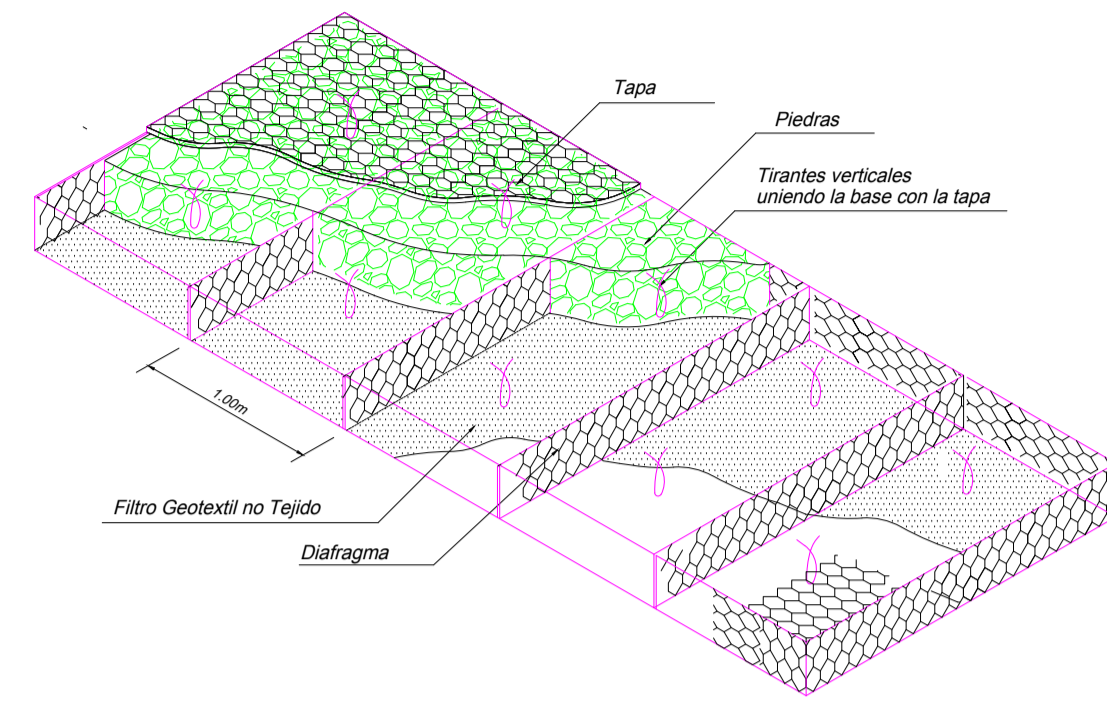 Tapa
Piedras
Tirantes verticales
uniendo la base con la tapa
1.00m
Filtro Geotextil no Tejido
Diafragma